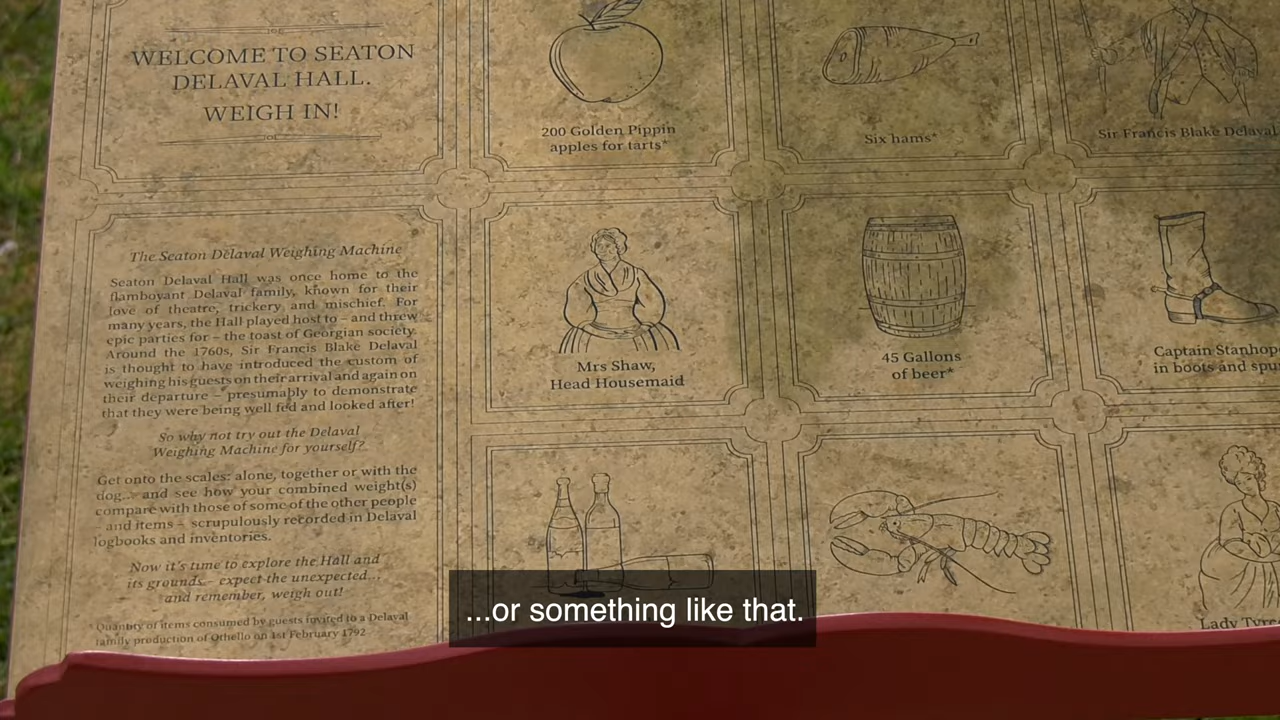 WELCOME TO SEATON
DELAVAL HALL.
WEIGH IN!
200 Golden Pippin
apples for tarts*
Six hams*
Sir Francis Blake Delaval
The Seaton Delaval Weighing Machine
Seaton Delaval Hall was once home to the
flamboyant Delaval family, known for their
love of theatre, trickery and mischief. For
many years, the Hall played host to – and threw
epic parties for – the toast of Georgian society.
Around the 1760s, Sir Francis Blake Delaval
is thought to have introduced the custom of
weighing his guests on their arrival and again on
their departure – presumably to demonstrate
that they were being well fed and looked after!
So why not try out the Delaval
Weighing Machine for yourself?
Get onto the scales: alone, together or with the
dog... and see how your combined weight(s)
compare with those of some of the other people
– and items – scrupulously recorded in Delaval
logbooks and inventories.
Now it's time to explore the Hall and
its grounds – expect the unexpected...
and remember, weigh out!
* Quantity of items consumed by guests invited to a Delaval
family production of Othello on 1st February 1792
Mrs Shaw,
Head Housemaid
45 Gallons
of beer*
Captain Stanhop
in boots and spu
Lady Tyrc
...or something like that.